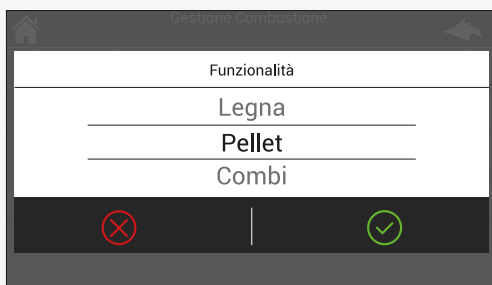 Gestione Combustione
Funzionalità
Legna
Pellet
Combi